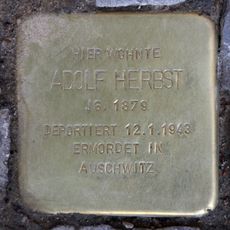 HIER WOHNTE
ADOLF HERBST
JG. 1879
DEPORTIERT 12.1.1943
ERMORDET IN
AUSCHWITZ